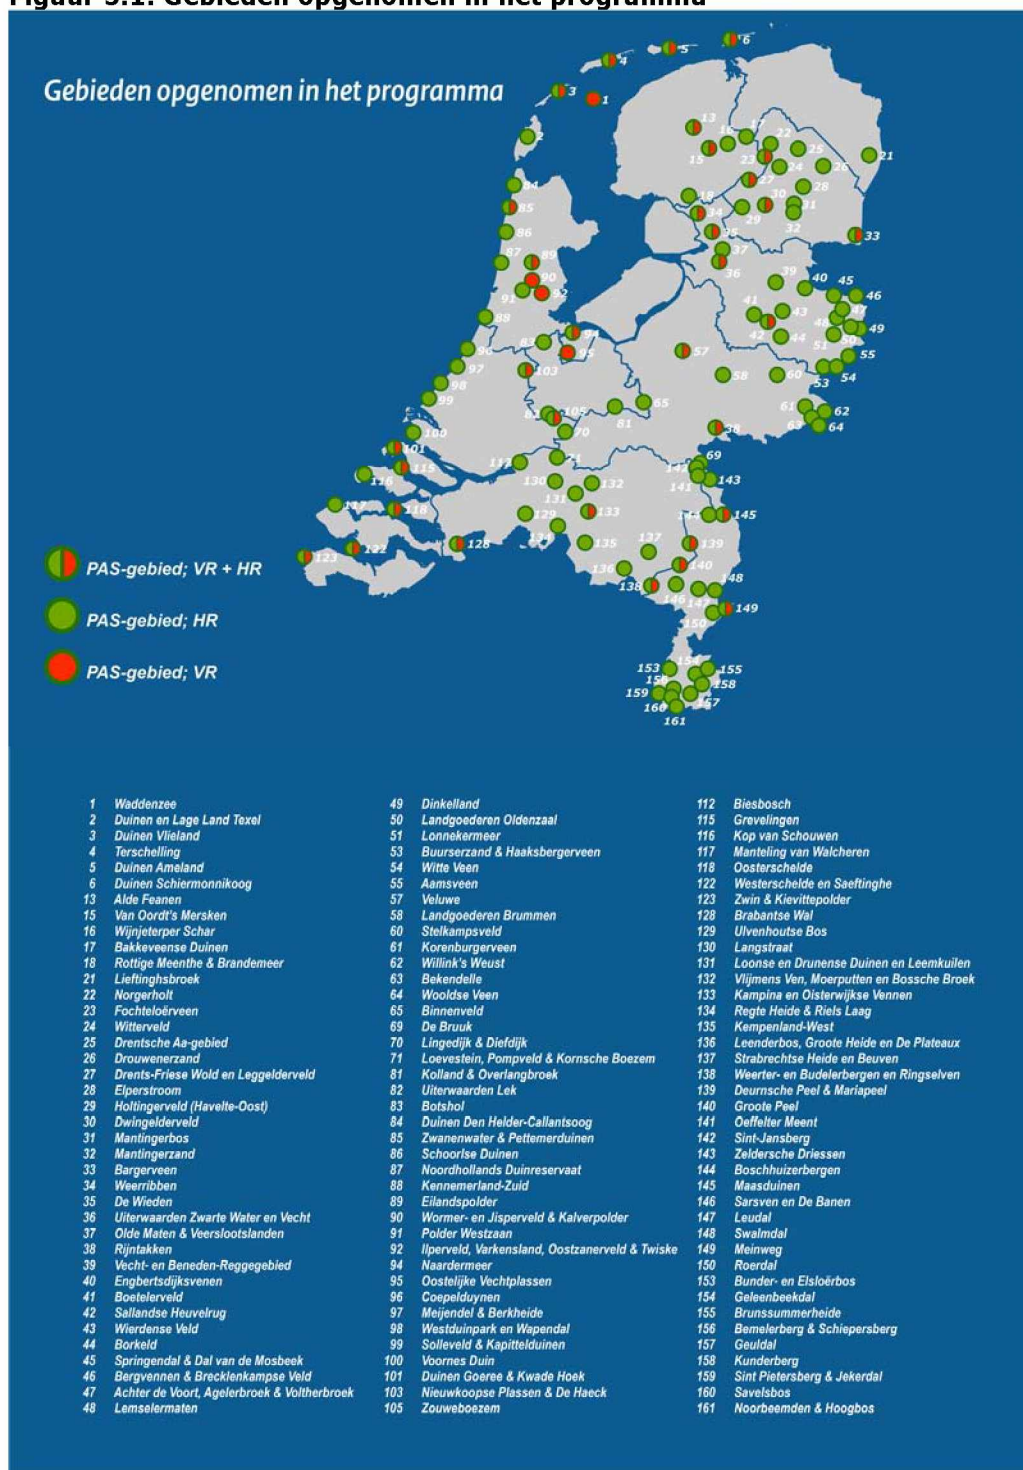 Figuur 3.1. Gebieden opgenomen in het programma
Gebieden opgenomen in het programma
PAS-gebied; VR + HR
PAS-gebied; HR
PAS-gebied; VR
1 Waddenzee
2 Duinen en Lage Land Texel
3 Duinen Vlieland
4 Terschelling
5 Duinen Ameland
6 Duinen Schiermonnikoog
13 Alde Feanen
15 Van Oordt's Mersken
16 Wijnjeterper Schar
17 Bakkeveense Duinen
18 Rottige Meenthe & Brandemeer
21 Lieftinghsbroek
22 Norgerholt
23 Fochteloërveen
24 Witterveld
25 Drentsche Aa-gebied
26 Drouwenerzand
27 Drents-Friese Wold en Leggelderveld
28 Elperstroom
29 Holtingerveld (Havelte-Oost)
30 Dwingelderveld
31 Mantingerbos
32 Mantingerzand
33 Bargerveen
34 Weerribben
35 De Wieden
36 Uiterwaarden Zwarte Water en Vecht
37 Olde Maten & Veerslootslanden
38 Rijntakken
39 Vecht- en Beneden-Reggegebied
40 Engbertsdijksvenen
41 Boetelerveld
42 Sallandse Heuvelrug
43 Wierdense Veld
44 Borkeld
45 Springendal & Dal van de Mosbeek
46 Bergvennen & Brecklenkampse Veld
47 Achter de Voort, Agelerbroek & Voltherbroek
48 Lemselermaten
49 Dinkelland
50 Landgoederen Oldenzaal
51 Lonnekermeer
53 Buurserzand & Haaksbergerveen
54 Witte Veen
55 Aamsveen
57 Veluwe
58 Landgoederen Brummen
60 Stelkampsveld
61 Korenburgerveen
62 Willink's Weust
63 Bekendelle
64 Wooldse Veen
65 Binnenveld
69 De Bruuk
70 Lingedijk & Diefdijk
71 Loevestein, Pompveld & Kornsche Boezem
81 Kolland & Overlangbroek
82 Uiterwaarden Lek
83 Botshol
84 Duinen Den Helder-Callantsoog
85 Zwanenwater & Pettemerduinen
86 Schoorlse Duinen
87 Noordhollands Duinreservaat
88 Kennemerland-Zuid
89 Eilandspolder
90 Wormer- en Jisperveld & Kalverpolder
91 Polder Westzaan
92 Ilperveld, Varkensland, Oostzanerveld & Twiske
94 Naardermeer
95 Oostelijke Vechtplassen
96 Coepelduynen
97 Meijendel & Berkheide
98 Westduinpark en Wapendal
99 Solleveld & Kapittelduinen
100 Voornes Duin
101 Duinen Goeree & Kwade Hoek
103 Nieuwkoopse Plassen & De Haeck
105 Zouweboezem
112 Biesbosch
115 Grevelingen
116 Kop van Schouwen
117 Manteling van Walcheren
118 Oosterschelde
122 Westerschelde en Saeftinghe
123 Zwin & Kievittepolder
128 Brabantse Wal
129 Ulvenhoutse Bos
130 Langstraat
131 Loonse en Drunense Duinen en Leemkuilen
132 Vlijmens Ven, Moerputten en Bossche Broek
133 Kampina en Oisterwijkse Vennen
134 Regte Heide & Riels Laag
135 Kempenland-West
136 Leenderbos, Groote Heide en De Plateaux
137 Strabrechtse Heide en Beuven
138 Weerter- en Budelerbergen en Ringselven
139 Deurnsche Peel & Mariapeel
140 Groote Peel
141 Oeffelter Meent
142 Sint-Jansberg
143 Zeldersche Driessen
144 Boschhuizerbergen
145 Maasduinen
146 Sarsven en De Banen
147 Leudal
148 Swalmdal
149 Meinweg
150 Roerdal
153 Bunder- en Elsloërbos
154 Geleenbeekdal
155 Brunssummerheide
156 Bemelerberg & Schiepersberg
157 Geuldal
158 Kunderberg
159 Sint Pietersberg & Jekerdal
160 Savelsbos
161 Noorbeemden & Hoogbos